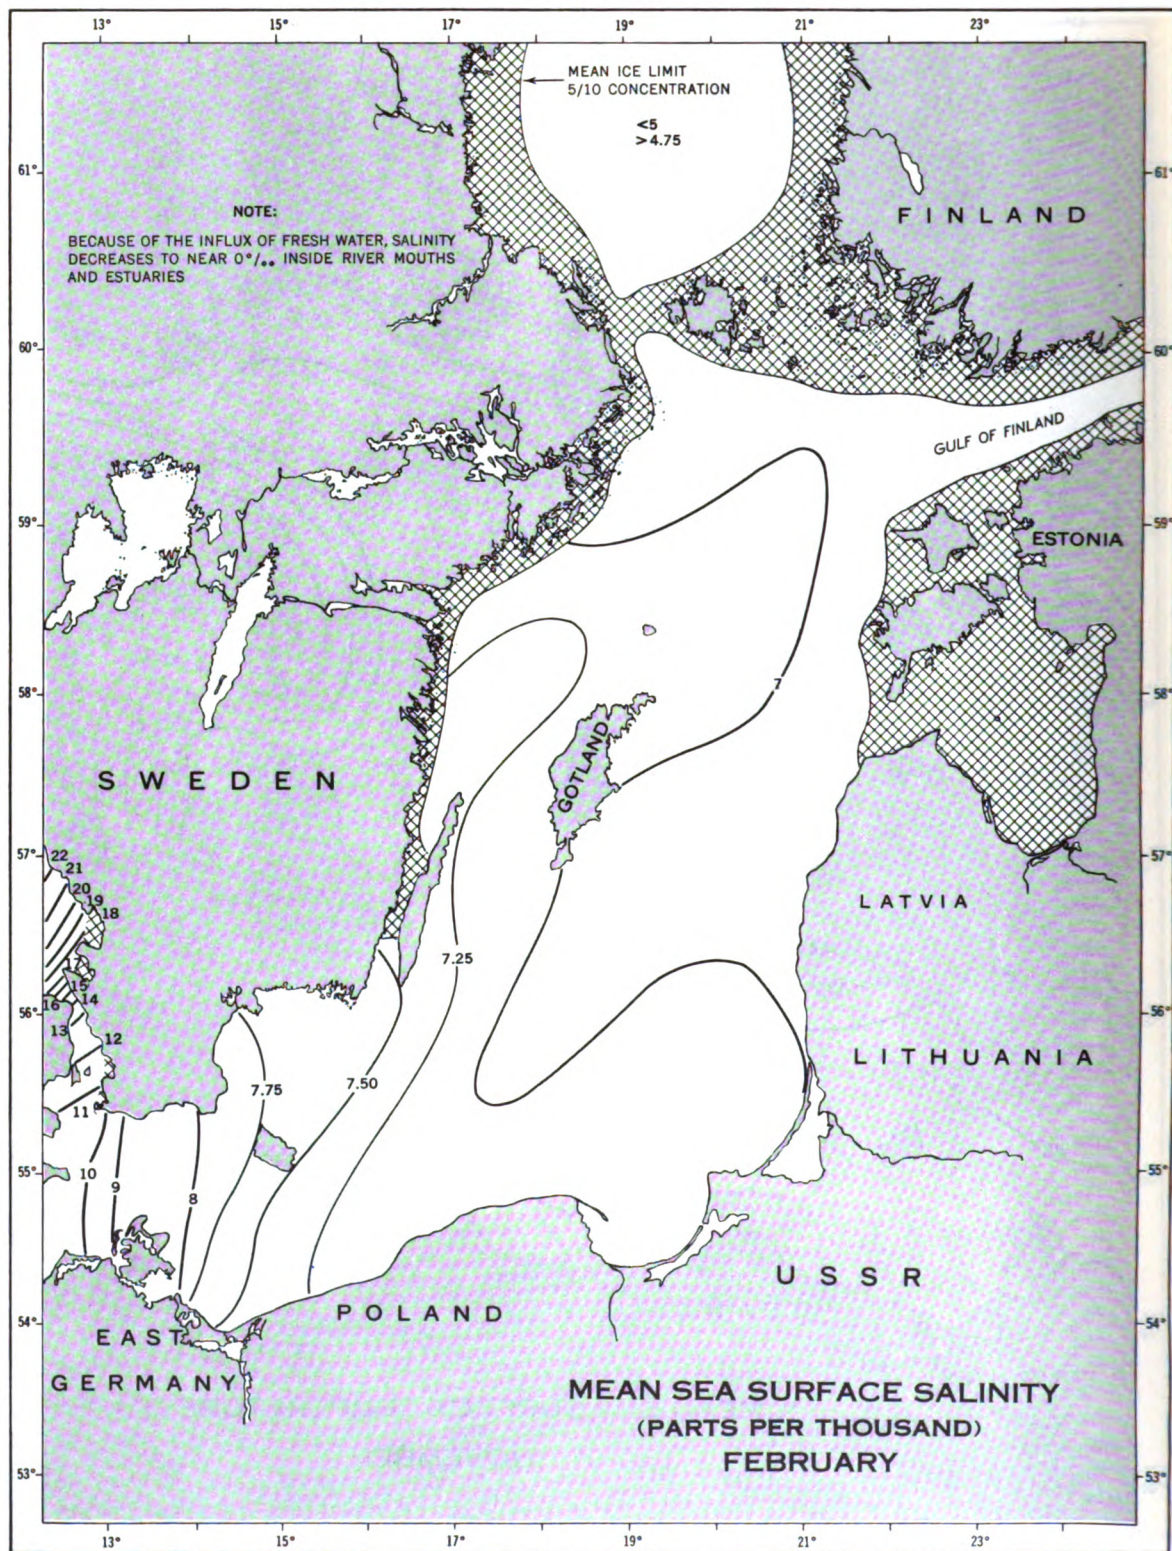 13° 15° 17° 19° 21° 23°
MEAN ICE LIMIT
5/10 CONCENTRATION
<5
>4.75
61° 61°
NOTE:
BECAUSE OF THE INFLUX OF FRESH WATER, SALINITY
DECREASES TO NEAR 0°/oo INSIDE RIVER MOUTHS
AND ESTUARIES
FINLAND
60° 60°
GULF OF FINLAND
59° 59°
ESTONIA
58° 58°
7
GOTLAND
SWEDEN
57° 57°
22
21
20
19
18
17
15
14
16
13
12
11
LATVIA
7.25
56° 56°
LITHUANIA
7.75
7.50
55° 55°
10
9
8
USSR
POLAND
54° 54°
EAST
GERMANY
MEAN SEA SURFACE SALINITY
(PARTS PER THOUSAND)
FEBRUARY
53° 53°
13° 15° 17° 19° 21° 23°